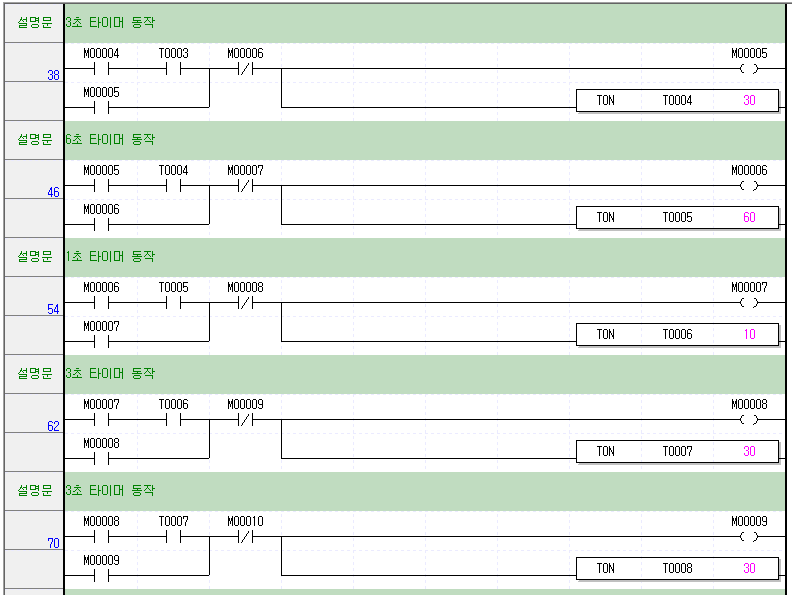 설명문 3초 타이머 동작
M00004 T0003 M00006 M00005
38
M00005 TON T0004 30
설명문 6초 타이머 동작
M00005 T0004 M00007 M00006
46
M00006 TON T0005 60
설명문 1초 타이머 동작
M00006 T0005 M00008 M00007
54
M00007 TON T0006 10
설명문 3초 타이머 동작
M00007 T0006 M00009 M00008
62
M00008 TON T0007 30
설명문 3초 타이머 동작
M00008 T0007 M00010 M00009
70
M00009 TON T0008 30